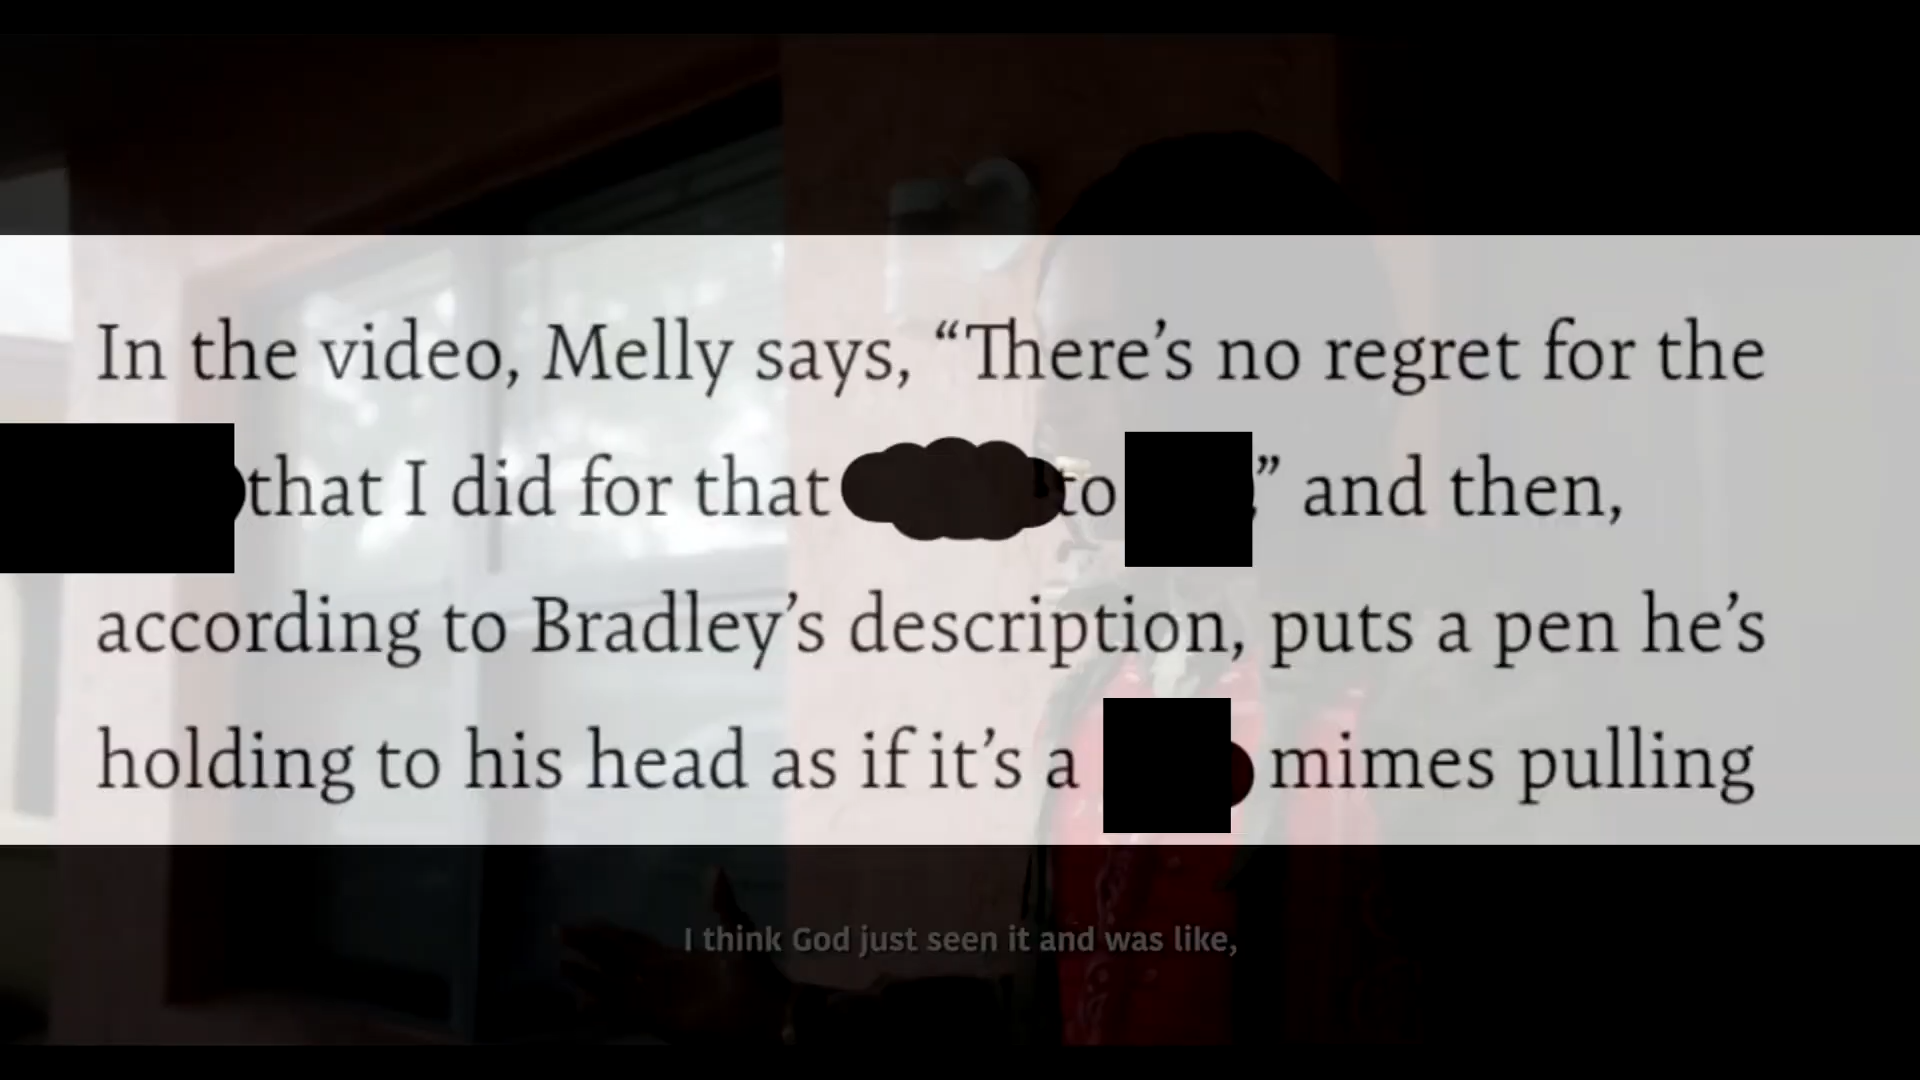 In the video, Melly says, “There’s no regret for the
that I did for that to ,” and then,
according to Bradley’s description, puts a pen he’s
holding to his head as if it’s a mimes pulling
I think God just seen it and was like,